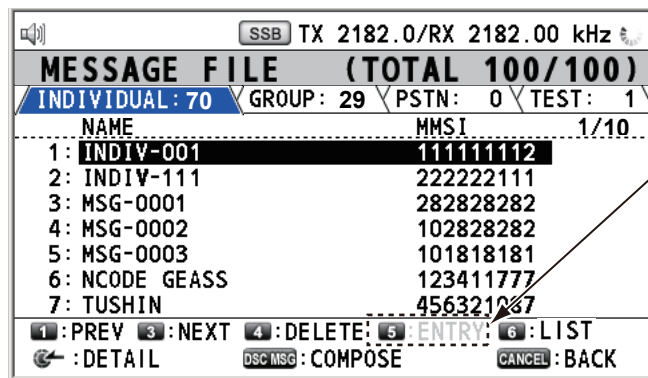 SSB TX 2182.0/RX 2182.00 kHz
MESSAGE FILE (TOTAL 100/100)
INDIVIDUAL: 70 GROUP: 29 PSTN: 0 TEST: 1
NAME MMSI 1/10
1: INDIV-001 111111112
2: INDIV-111 222222111
3: MSG-0001 282828282
4: MSG-0002 102828282
5: MSG-0003 101818181
6: NCODE GEASS 123411777
7: TUSHIN 456321087
1 :PREV 3 :NEXT 4 :DELETE 5 :ENTRY 6 :LIST
:DETAIL DSC MSG :COMPOSE CANCEL :BACK